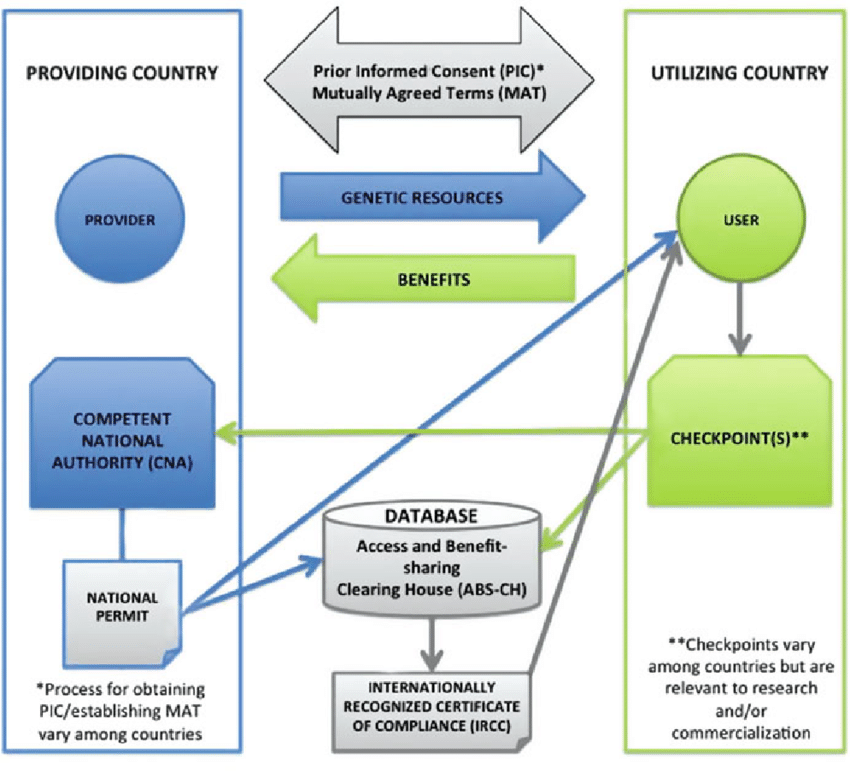 PROVIDING COUNTRY
Prior Informed Consent (PIC)*
Mutually Agreed Terms (MAT)
UTILIZING COUNTRY
PROVIDER
GENETIC RESOURCES
USER
BENEFITS
COMPETENT
NATIONAL
AUTHORITY (CNA)
CHECKPOINT(S)**
DATABASE
Access and Benefit-
sharing
Clearing House (ABS-CH)
NATIONAL
PERMIT
*Process for obtaining
PIC/establishing MAT
vary among countries
INTERNATIONALLY
RECOGNIZED CERTIFICATE
OF COMPLIANCE (IRCC)
**Checkpoints vary
among countries but are
relevant to research
and/or
commercialization